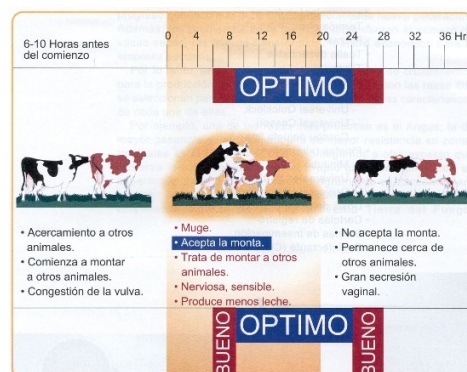 6-10 Horas antes
del comienzo
0 4 8 12 16 20 24 28 32 36 Hrs
OPTIMO
• Acercamiento a otros
animales.
• Comienza a montar
a otros animales.
• Congestión de la vulva.
• Muge.
• Acepta la monta.
• Trata de montar a otros
animales.
• Nerviosa, sensible.
• Produce menos leche.
• No acepta la monta.
• Permanece cerca de
otros animales.
• Gran secresión
vaginal.
BUENO
OPTIMO
BUENO